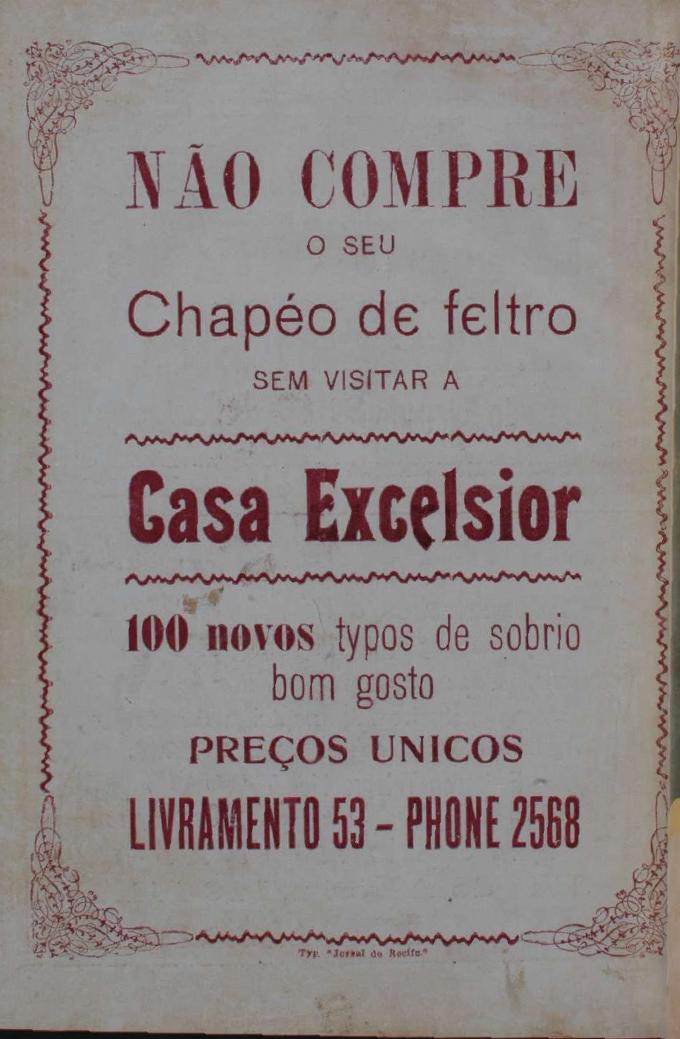 NÃO COMPRE
O SEU
Chapéo de feltro
SEM VISITAR A
Casa Excelsior
100 novos typos de sobrio
bom gosto
PREÇOS UNICOS
LIVRAMENTO 53 - PHONE 2568
Typ. "Jornal do Recife."